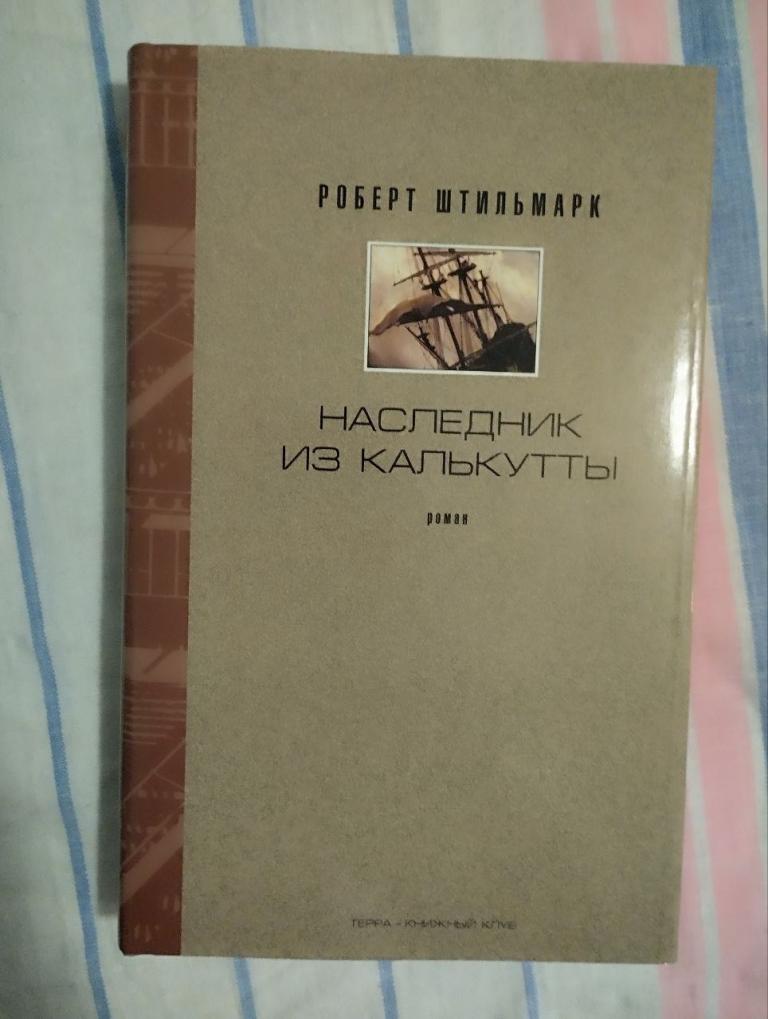 РОБЕРТ ШТИЛЬМАРК
НАСЛЕДНИК
ИЗ КАЛЬКУТТЫ
роман
ТЕРРА - КНИЖНЫЙ КЛУБ